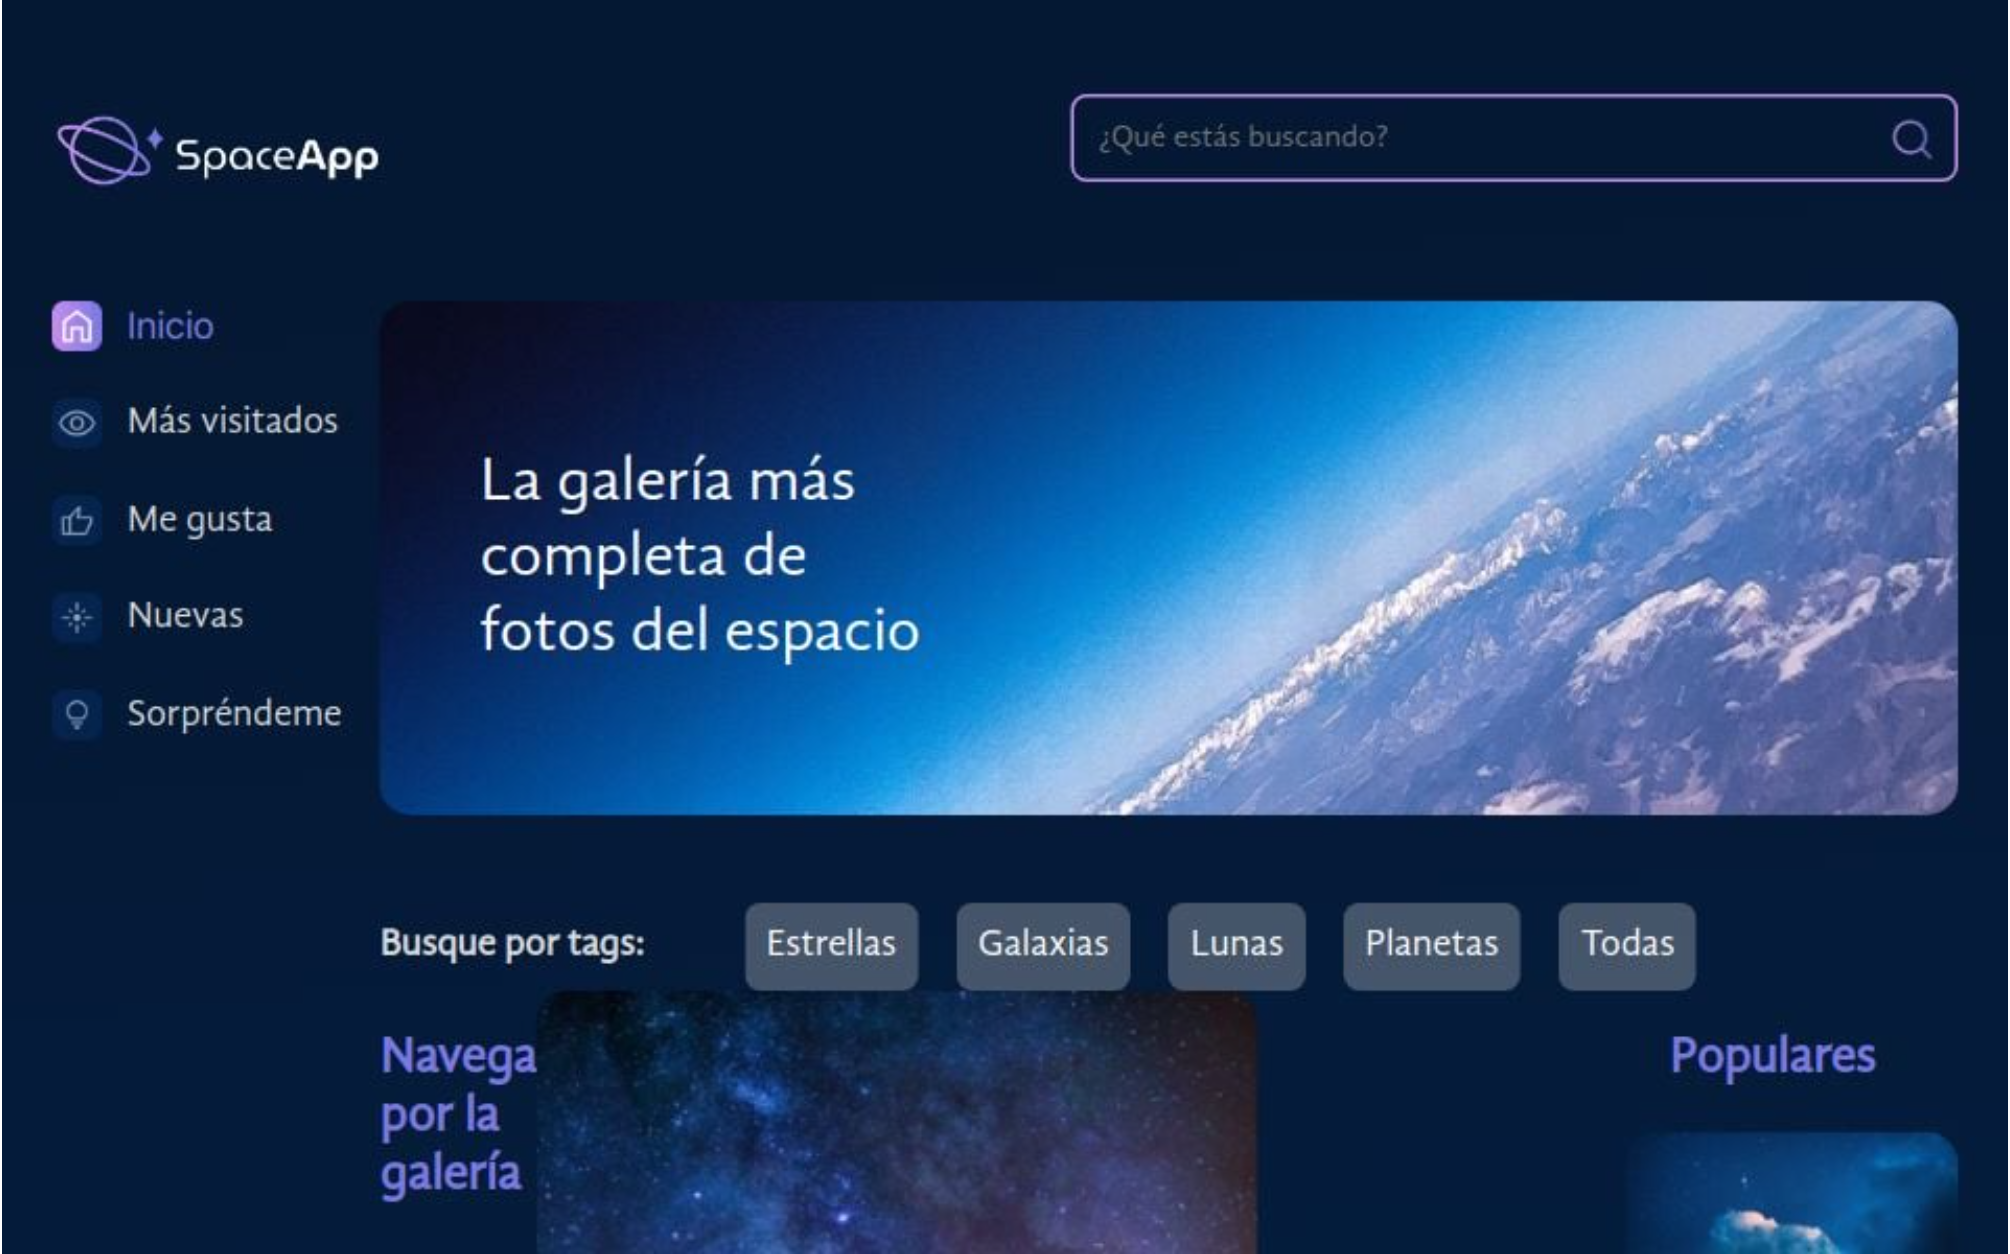 SpaceApp
¿Qué estás buscando?
Inicio
Más visitados
Me gusta
Nuevas
Sorpréndeme
La galería más
completa de
fotos del espacio
Busque por tags:
Estrellas
Galaxias
Lunas
Planetas
Todas
Navega
por la
galería
Populares